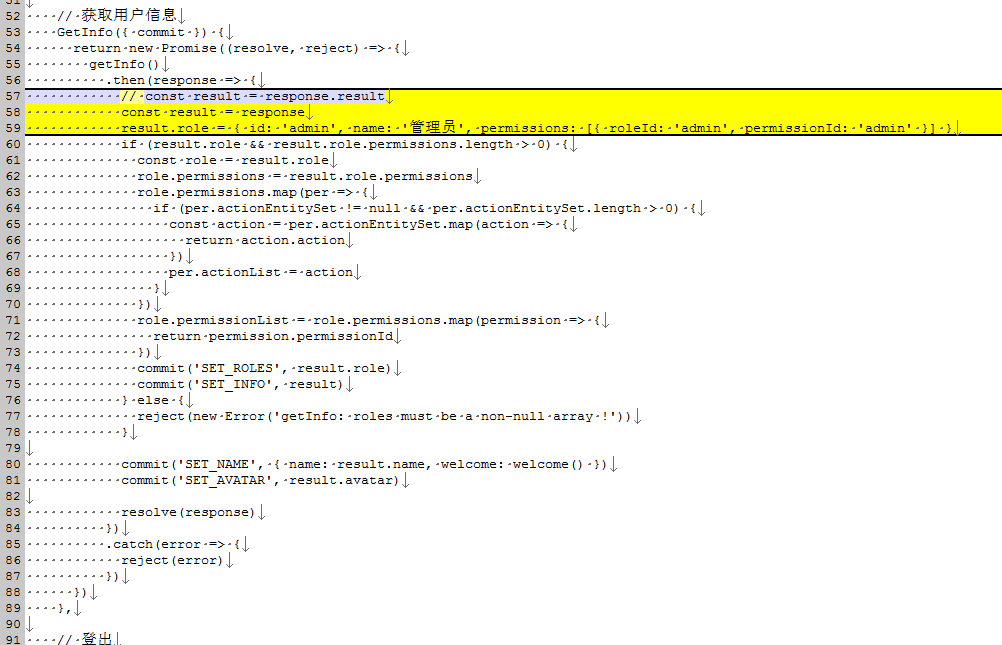 51
52 // 获取用户信息
53 GetInfo({ commit }) {
54 return new Promise((resolve, reject) => {
55 getInfo()
56 .then(response => {
57 // const result = response.result
58 const result = response
59 result.role = { id: 'admin', name: '管理员', permissions: [{ roleId: 'admin', permissionId: 'admin' }] }
60 if (result.role && result.role.permissions.length > 0) {
61 const role = result.role
62 role.permissions = result.role.permissions
63 role.permissions.map(per => {
64 if (per.actionEntitySet != null && per.actionEntitySet.length > 0) {
65 const action = per.actionEntitySet.map(action => {
66 return action.action
67 })
68 per.actionList = action
69 }
70 })
71 role.permissionList = role.permissions.map(permission => {
72 return permission.permissionId
73 })
74 commit('SET_ROLES', result.role)
75 commit('SET_INFO', result)
76 } else {
77 reject(new Error('getInfo: roles must be a non-null array !'))
78 }
79
80 commit('SET_NAME', { name: result.name, welcome: welcome() })
81 commit('SET_AVATAR', result.avatar)
82
83 resolve(response)
84 })
85 .catch(error => {
86 reject(error)
87 })
88 })
89 },
90
91 // 登出